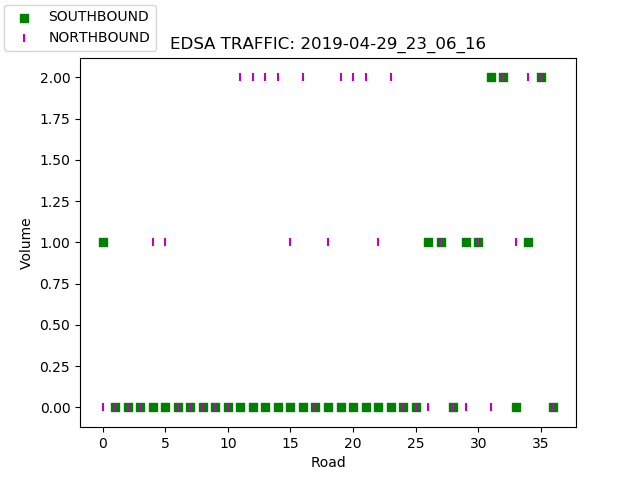 SOUTHBOUND
NORTHBOUND
EDSA TRAFFIC: 2019-04-29_23_06_16
2.00
1.75
1.50
1.25
1.00
0.75
0.50
0.25
0.00
Volume
0 5 10 15 20 25 30 35
Road